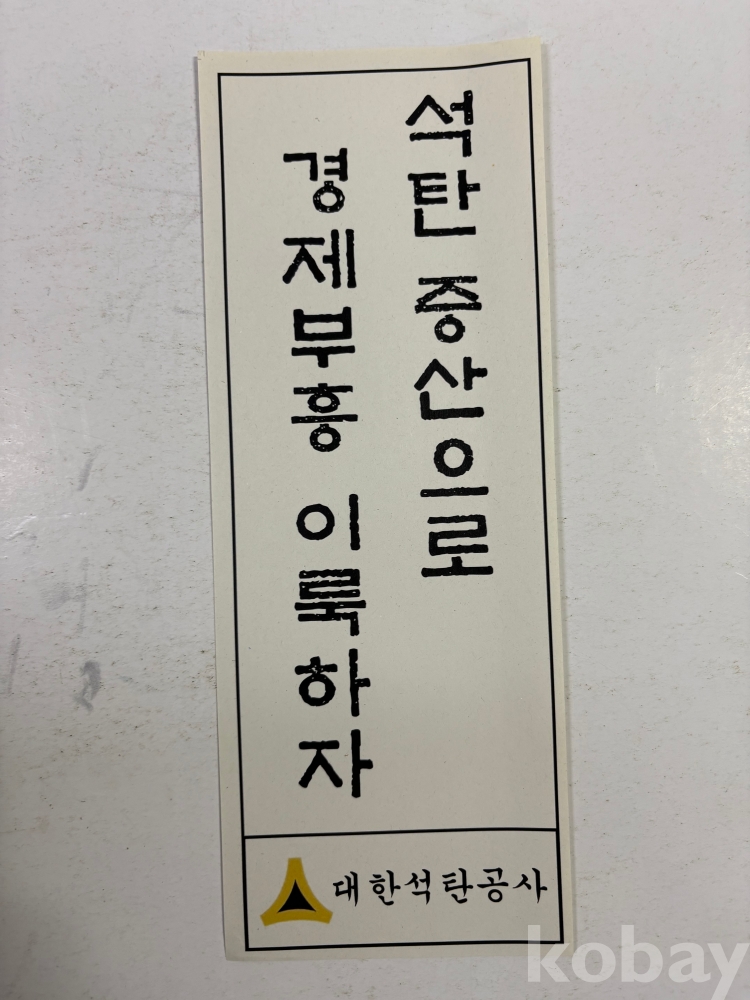 석탄 증산으로
경제부흥 이룩하자
대한석탄공사
kobay